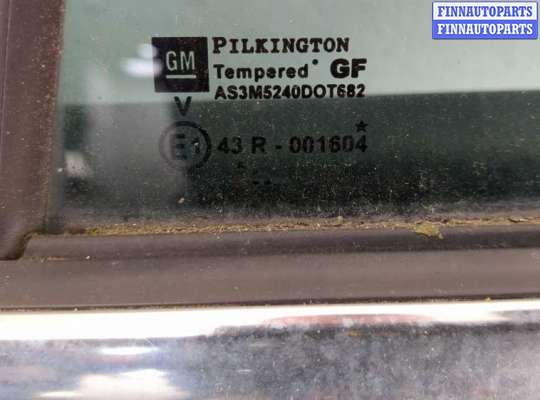 FINNAUTOPARTS
FINNAUTOPARTS
GM PILKINGTON
Tempered GF
AS3M5240DOT682
V
E1 43 R - 001604